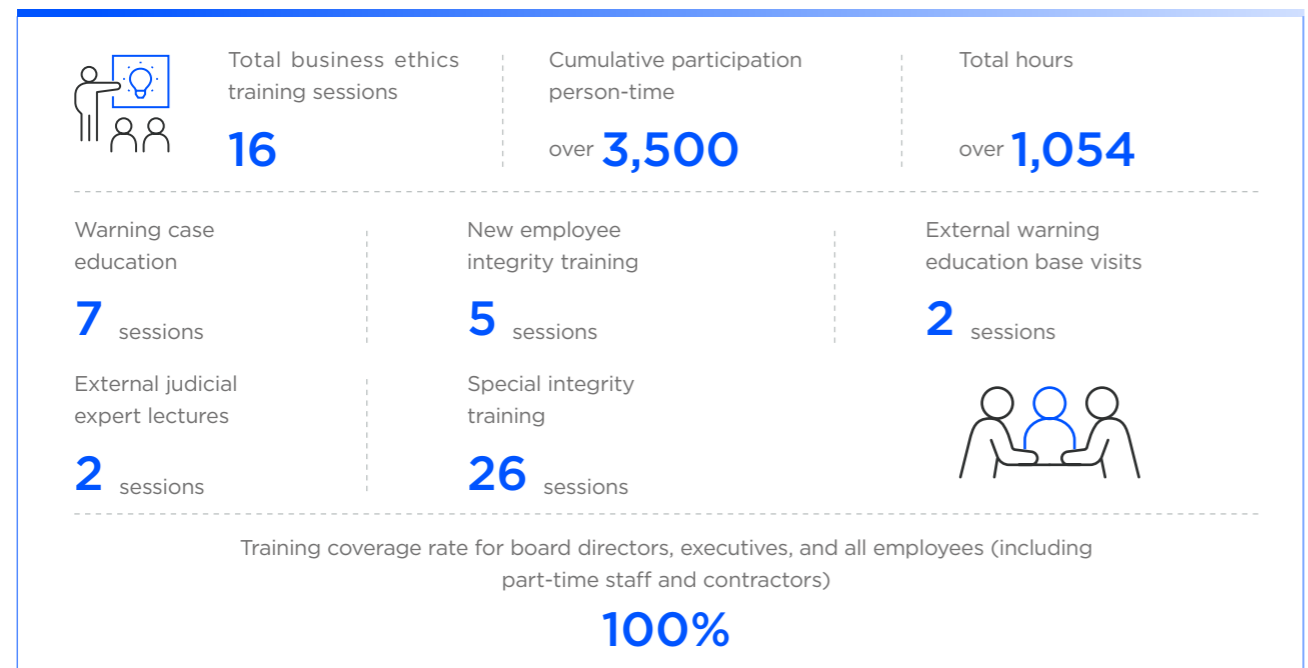 Total business ethics
training sessions
16
Cumulative participation
person-time
over 3,500
Total hours
over 1,054
Warning case
education
7 sessions
New employee
integrity training
5 sessions
External warning
education base visits
2 sessions
External judicial
expert lectures
2 sessions
Special integrity
training
26 sessions
Training coverage rate for board directors, executives, and all employees (including
part-time staff and contractors)
100%